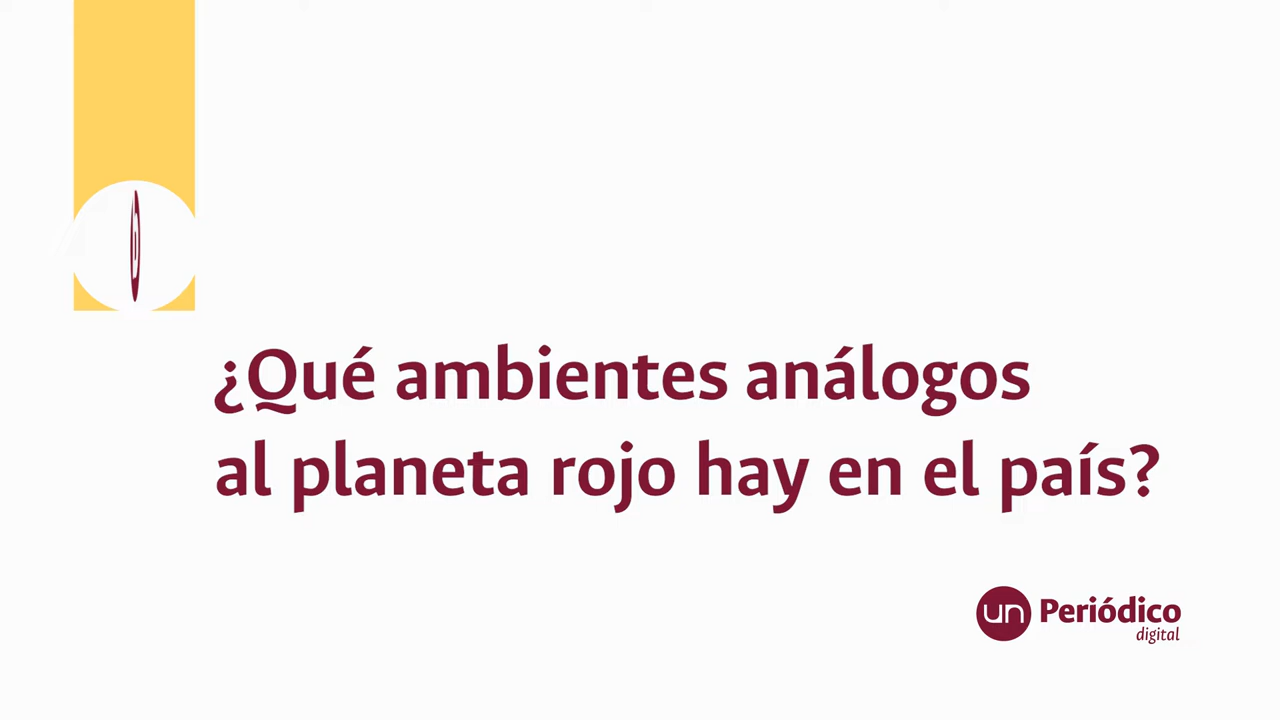 ¿Qué ambientes análogos
al planeta rojo hay en el país?
un Periódico
digital